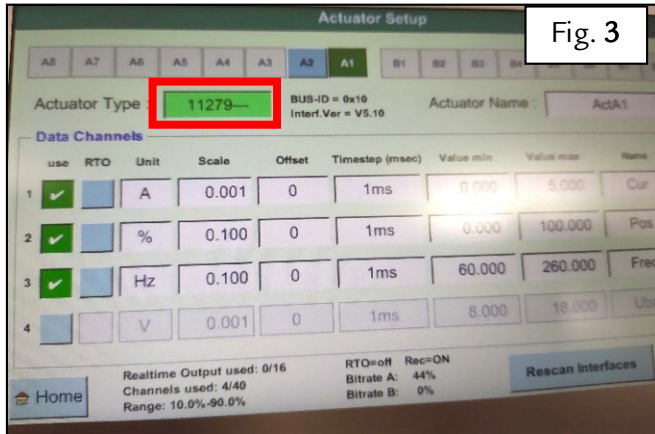 Actuator Setup
Fig. 3
A8 A7 A6 A5 A4 A3 A2 A1 B1 B2 B3 B4
Actuator Type : 11279— BUS-ID = 0x10 Actuator Name : ActA1
Interf.Ver = V5.10
Data Channels
use RTO Unit Scale Offset Timestep (msec) Value min Value max Name
1 A 0.001 0 1ms 0.000 5.000 Cur
2 % 0.100 0 1ms 0.000 100.000 Pos
3 Hz 0.100 0 1ms 60.000 260.000 Fred
4 V 0.001 0 1ms 8.000 18.000
Home
Realtime Output used: 0/16 RTO=off Rec=ON
Channels used: 4/40 Bitrate A: 44%
Range: 10.0%-90.0% Bitrate B: 0%
Rescan Interfaces